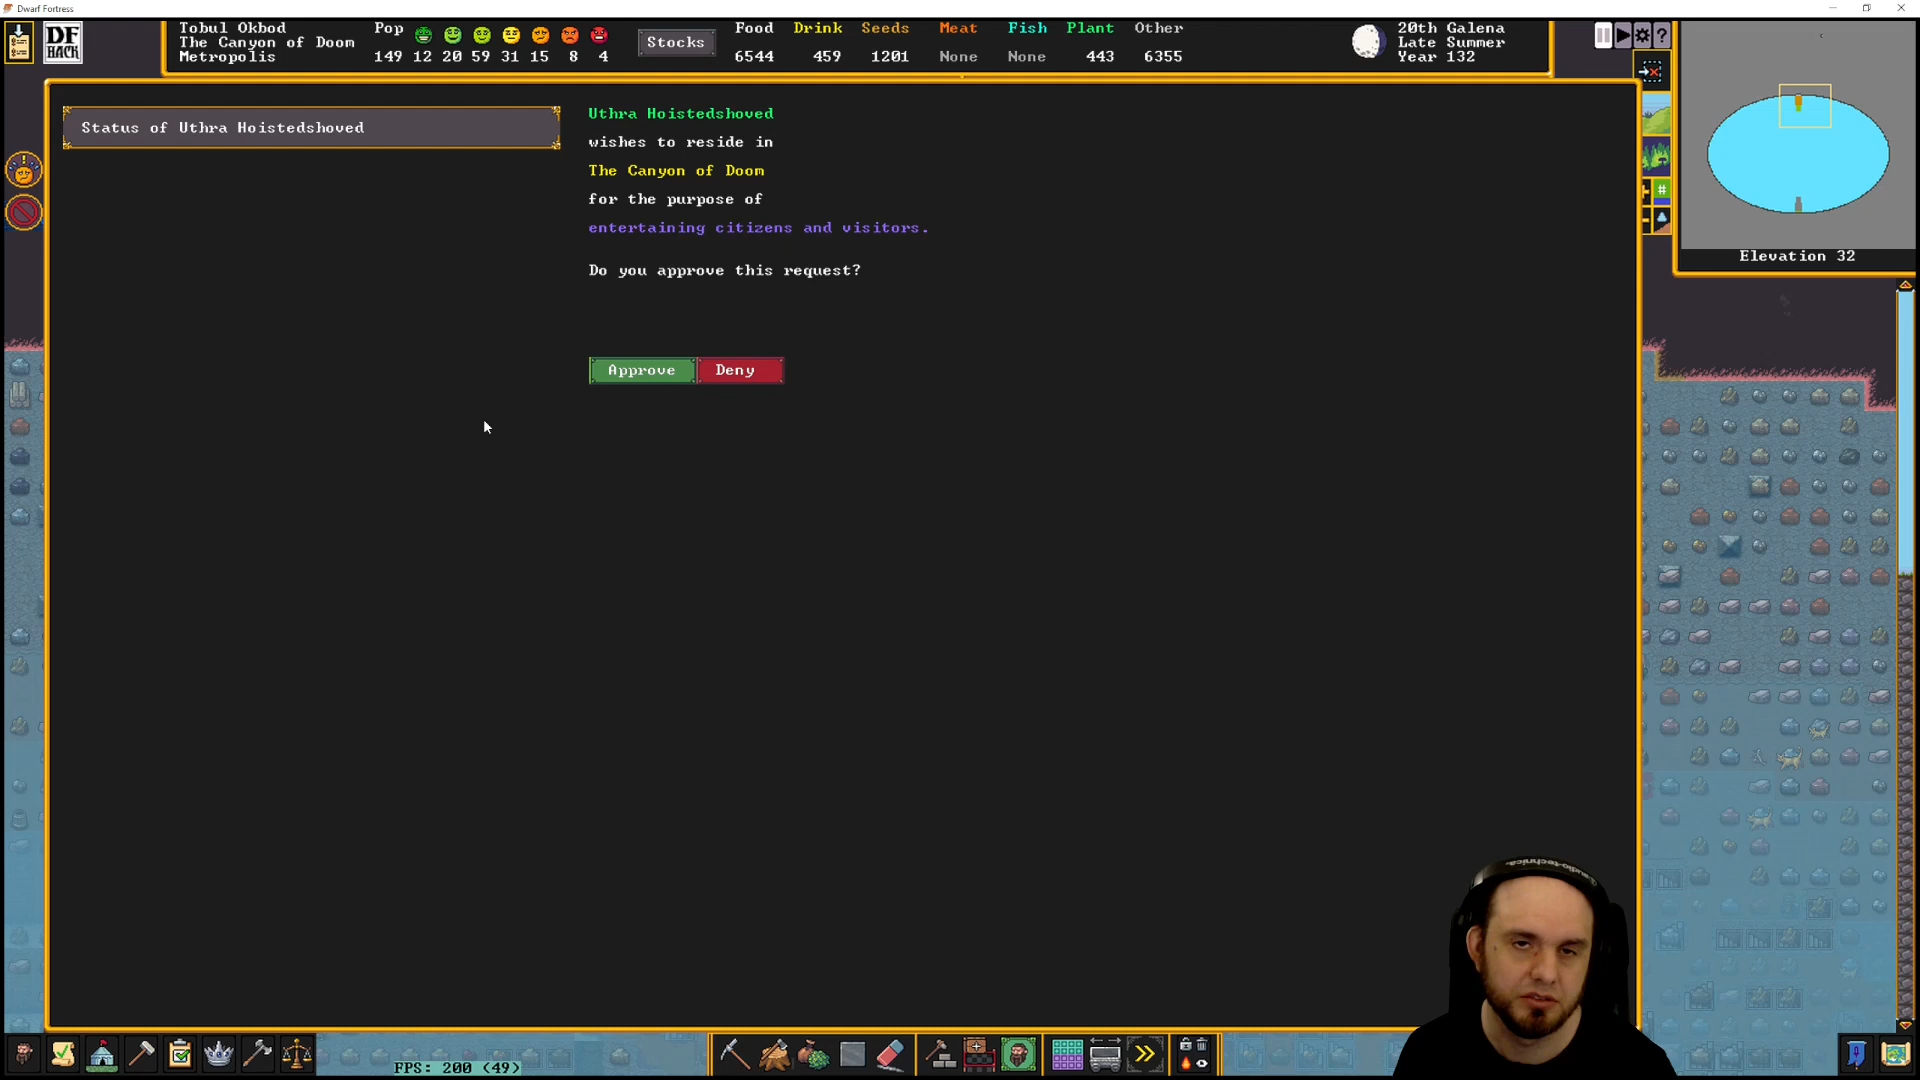 Dwarf Fortress
DF
HACK
Tobul Okbod
The Canyon of Doom
Metropolis
Pop
149 12 20 59 31 15 8 4
Stocks
Food Drink Seeds Meat Fish Plant Other
6544 459 1201 None None 443 6355
20th Galena
Late Summer
Year 132
Elevation 32
Status of Uthra Hoistedshoved
Uthra Hoistedshoved
wishes to reside in
The Canyon of Doom
for the purpose of
entertaining citizens and visitors.
Do you approve this request?
Approve Deny
audio-technica
FPS: 200 (49)